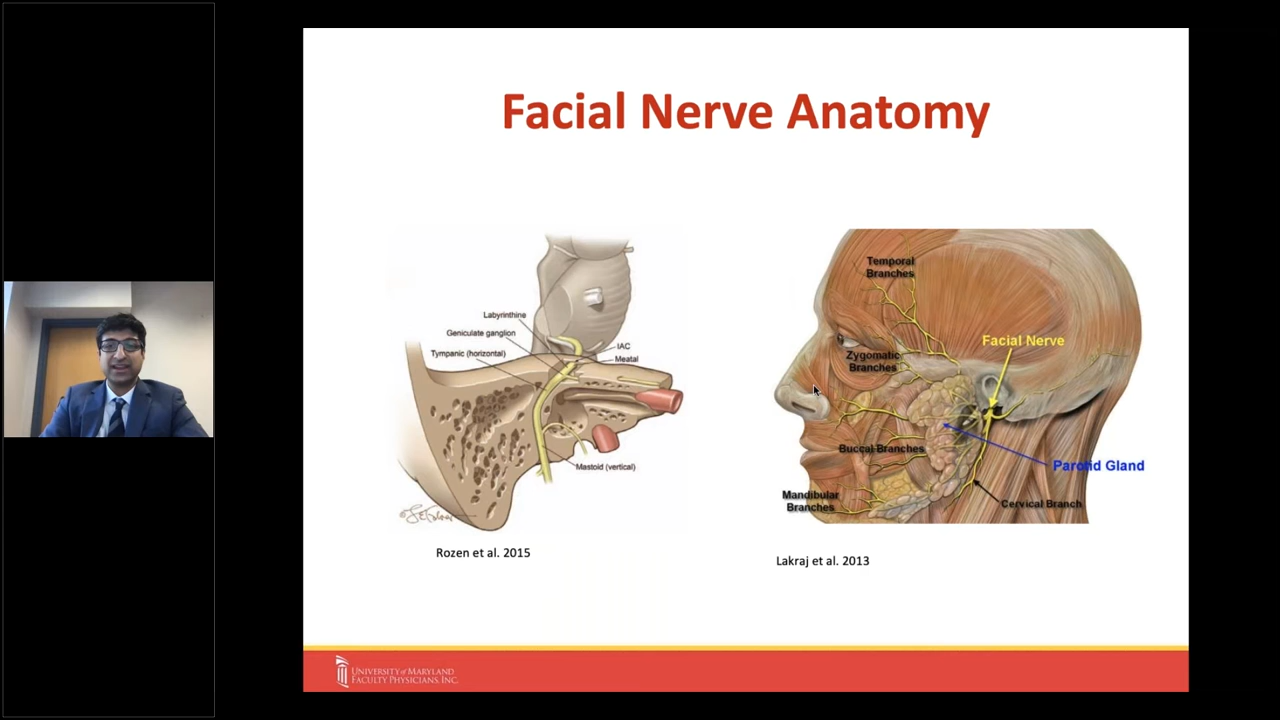 Facial Nerve Anatomy
Labyrinthine
Geniculate ganglion
Tympanic (horizontal)
IAC
Meatal
Mastoid (vertical)
Rozen et al. 2015
Temporal
Branches
Facial Nerve
Zygomatic
Branches
Buccal Branches
Parotid Gland
Mandibular
Branches
Cervical Branch
Lakraj et al. 2013
UNIVERSITY of MARYLAND
FACULTY PHYSICIANS, INC.